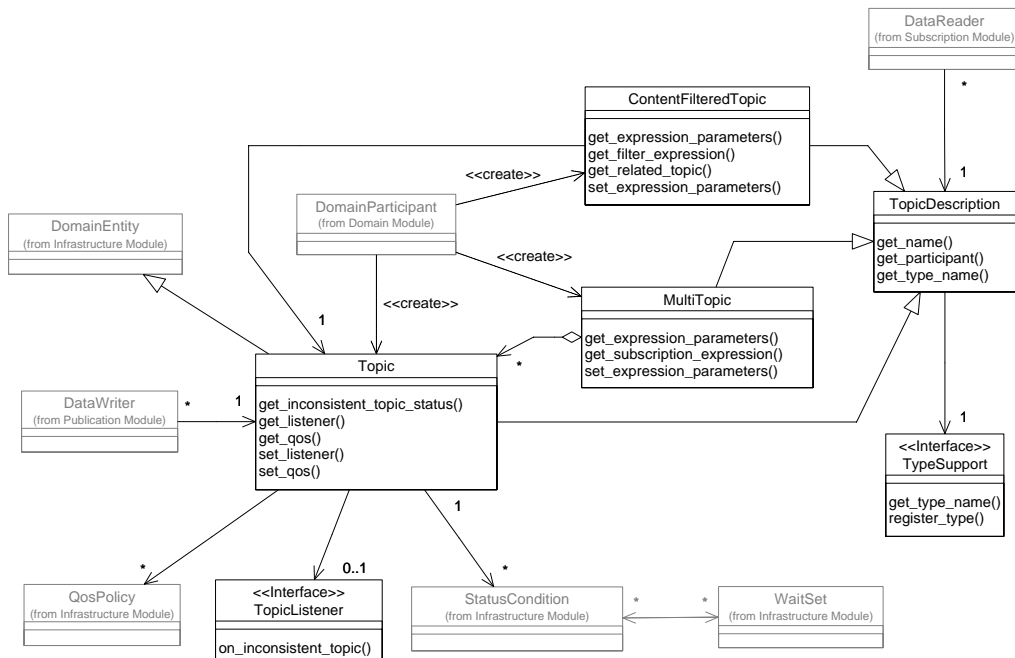 DataReader
(from Subscription Module)
*
1
ContentFilteredTopic
get_expression_parameters()
get_filter_expression()
get_related_topic()
set_expression_parameters()
<<create>>
DomainParticipant
(from Domain Module)
<<create>>
<<create>>
TopicDescription
get_name()
get_participant()
get_type_name()
DomainEntity
(from Infrastructure Module)
MultiTopic
get_expression_parameters()
get_subscription_expression()
set_expression_parameters()
1
*
Topic
get_inconsistent_topic_status()
get_listener()
get_qos()
set_listener()
set_qos()
DataWriter
(from Publication Module)
*
1
1
<<Interface>>
TypeSupport
get_type_name()
register_type()
*
0..1
1
*
QosPolicy
(from Infrastructure Module)
<<Interface>>
TopicListener
on_inconsistent_topic()
StatusCondition
(from Infrastructure Module)
*
*
WaitSet
(from Infrastructure Module)